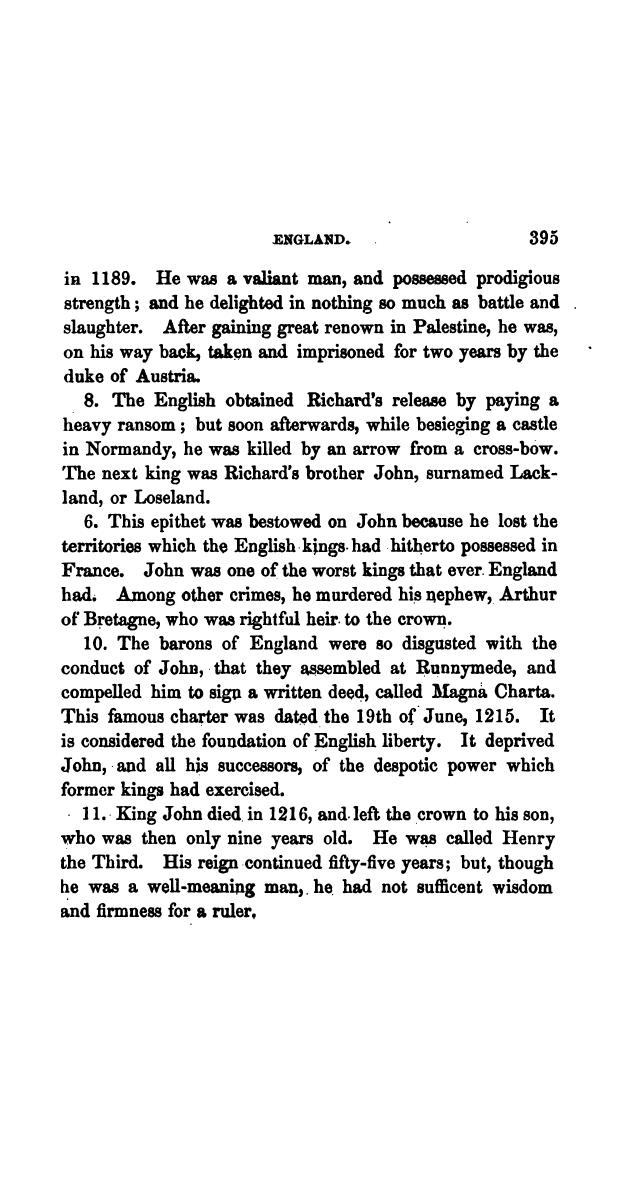 ENGLAND. 395
in 1189. He was a valiant man, and possessed prodigious
strength; and he delighted in nothing so much as battle and
slaughter. After gaining great renown in Palestine, he was,
on his way back, taken and imprisoned for two years by the
duke of Austria.
8. The English obtained Richard's release by paying a
heavy ransom; but soon afterwards, while besieging a castle
in Normandy, he was killed by an arrow from a cross-bow.
The next king was Richard's brother John, surnamed Lack-
land, or Loseland.
6. This epithet was bestowed on John because he lost the
territories which the English kings had hitherto possessed in
France. John was one of the worst kings that ever England
had. Among other crimes, he murdered his nephew, Arthur
of Bretagne, who was rightful heir to the crown.
10. The barons of England were so disgusted with the
conduct of John, that they assembled at Runnymede, and
compelled him to sign a written deed, called Magna Charta.
This famous charter was dated the 19th of June, 1215. It
is considered the foundation of English liberty. It deprived
John, and all his successors, of the despotic power which
former kings had exercised.
11. King John died in 1216, and left the crown to his son,
who was then only nine years old. He was called Henry
the Third. His reign continued fifty-five years; but, though
he was a well-meaning man, he had not sufficent wisdom
and firmness for a ruler.